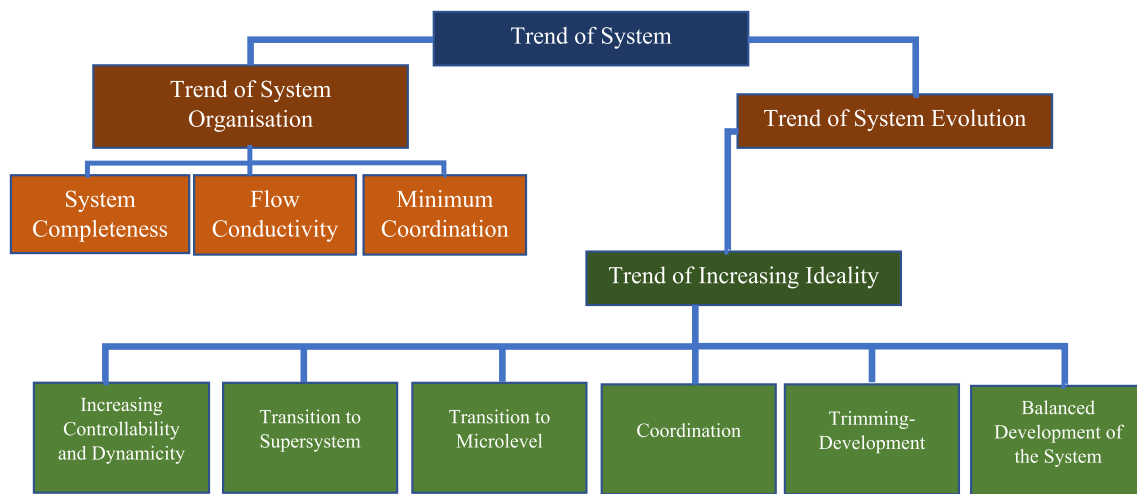 Trend of System
Trend of System
Organisation
Trend of System Evolution
System
Completeness
Flow
Conductivity
Minimum
Coordination
Trend of Increasing Ideality
Increasing
Controllability
and Dynamicity
Transition to
Supersystem
Transition to
Microlevel
Coordination
Trimming-
Development
Balanced
Development of
the System